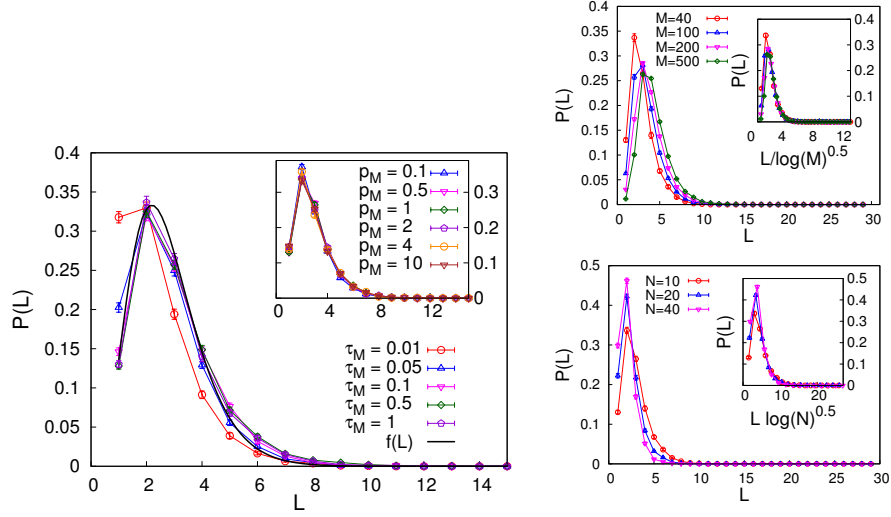 0.4
0.35
0.3
0.25
0.2
0.15
0.1
0.05
0
P(L)
0 2 4 6 8 10 12 14
L
p_M = 0.1
p_M = 0.5
p_M = 1
p_M = 2
p_M = 4
p_M = 10
0.3
0.2
0.1
0
0 2 4 6 8 10 12 14
τ_M = 0.01
τ_M = 0.05
τ_M = 0.1
τ_M = 0.5
τ_M = 1
f(L)
0.4
0.35
0.3
0.25
0.2
0.15
0.1
0.05
0
P(L)
0 5 10 15 20 25 30
L
M=40
M=100
M=200
M=500
P(L)
0.4
0.3
0.2
0.1
0
0 4 8 12
L/log(M)^0.5
0.5
0.4
0.3
0.2
0.1
0
P(L)
0 5 10 15 20 25 30
L
N=10
N=20
N=40
P(L)
0.5
0.4
0.3
0.2
0.1
0
0 10 20
L log(N)^0.5